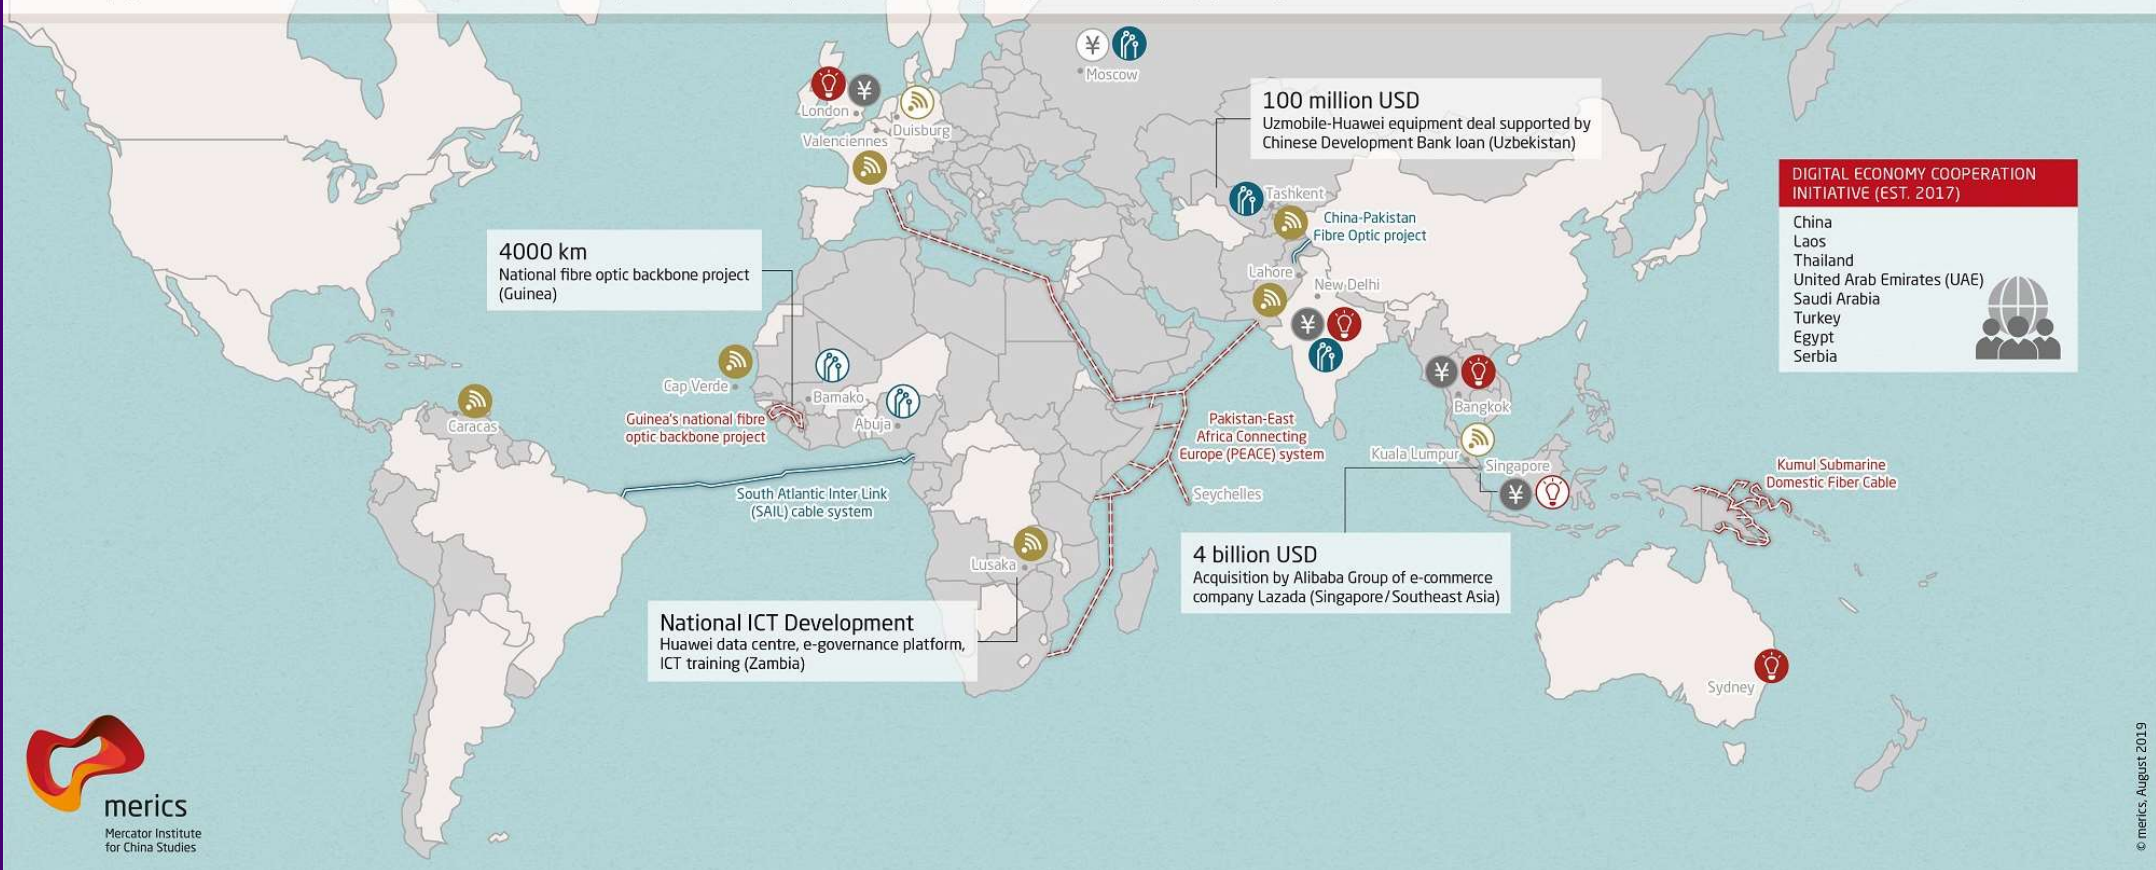 Moscow
London
Valenciennes
Duisburg
100 million USD
Uzmobile-Huawei equipment deal supported by
Chinese Development Bank loan (Uzbekistan)
Tashkent
China-Pakistan
Fibre Optic project
Lahore
New Delhi
DIGITAL ECONOMY COOPERATION
INITIATIVE (EST. 2017)
China
Laos
Thailand
United Arab Emirates (UAE)
Saudi Arabia
Turkey
Egypt
Serbia
4000 km
National fibre optic backbone project
(Guinea)
Cap Verde
Bamako
Abuja
Caracas
Guinea's national fibre
optic backbone project
South Atlantic Inter Link
(SAIL) cable system
Pakistan-East
Africa Connecting
Europe (PEACE) system
Seychelles
Bangkok
Kuala Lumpur
Singapore
Kumul Submarine
Domestic Fiber Cable
4 billion USD
Acquisition by Alibaba Group of e-commerce
company Lazada (Singapore/Southeast Asia)
Lusaka
National ICT Development
Huawei data centre, e-governance platform,
ICT training (Zambia)
Sydney
merics
Mercator Institute
for China Studies
© merics, August 2019
¥
¥
¥
¥
¥